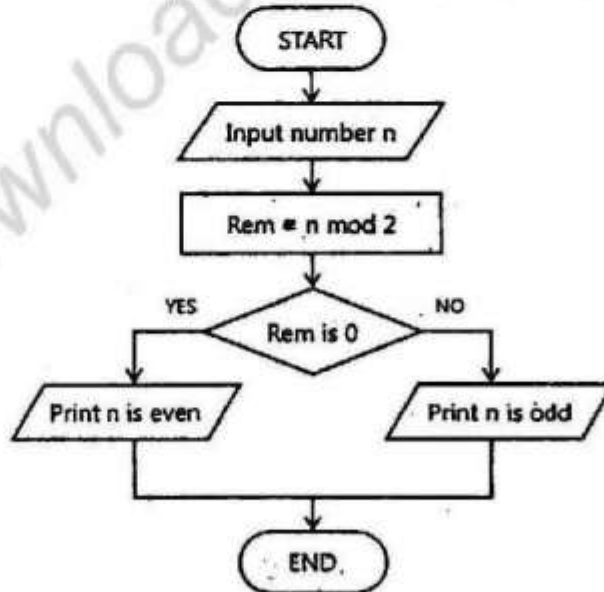 START
Input number n
Rem = n mod 2
YES
NO
Rem is 0
Print n is even
Print n is odd
END